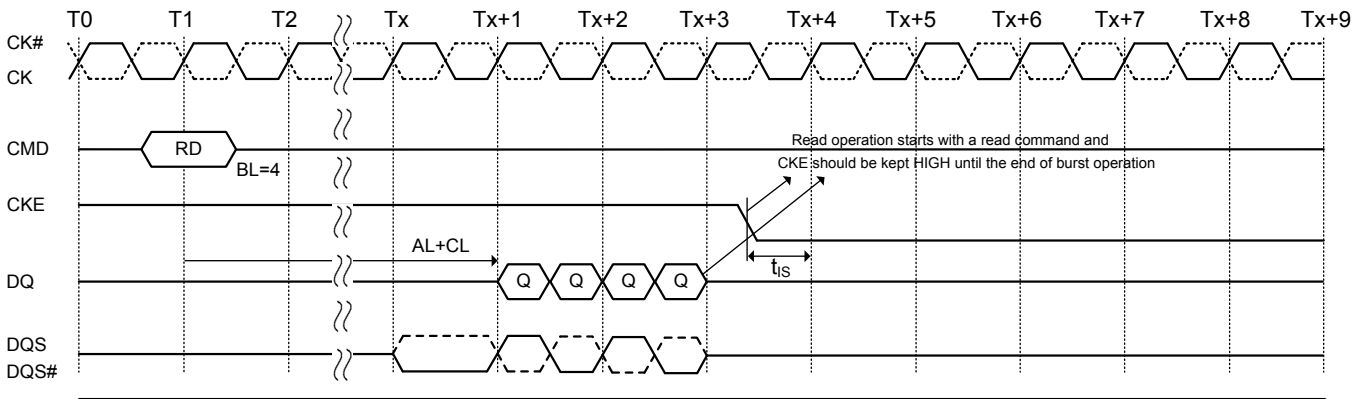 T0 T1 T2 Tx Tx+1 Tx+2 Tx+3 Tx+4 Tx+5 Tx+6 Tx+7 Tx+8 Tx+9
CK#
CK
CMD
RD
BL=4
Read operation starts with a read command and
CKE should be kept HIGH until the end of burst operation
CKE
AL+CL
tIS
DQ
Q Q Q Q
DQS
DQS#